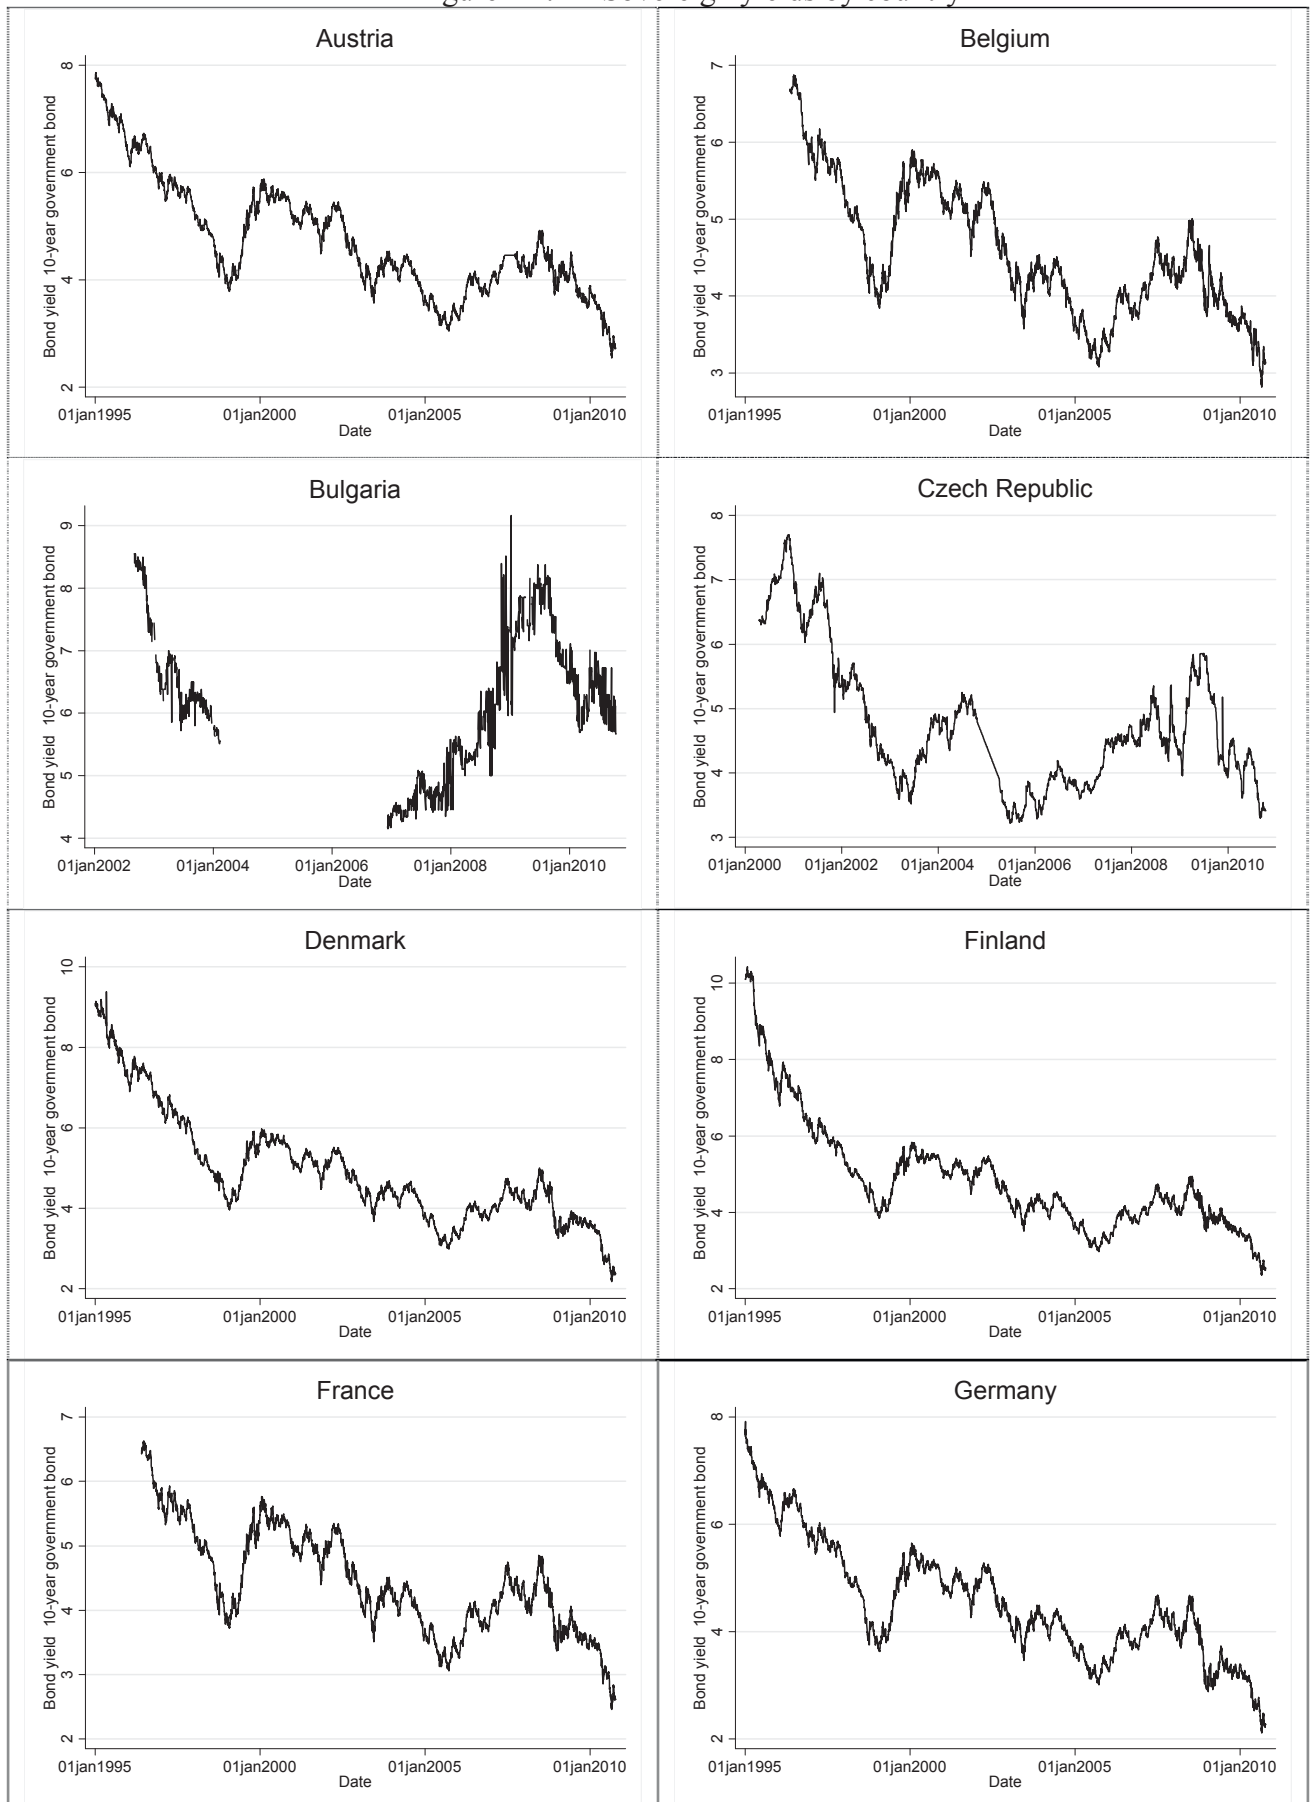 Figure Sovereign yields by country
Austria
Bond yield 10-year government bond
8
6
4
2
01jan1995 01jan2000 01jan2005 01jan2010
Date
Belgium
Bond yield 10-year government bond
7
6
5
4
3
01jan1995 01jan2000 01jan2005 01jan2010
Date
Bulgaria
Bond yield 10-year government bond
9
8
7
6
5
4
01jan2002 01jan2004 01jan2006 01jan2008 01jan2010
Date
Czech Republic
Bond yield 10-year government bond
8
7
6
5
4
3
01jan2000 01jan2002 01jan2004 01jan2006 01jan2008 01jan2010
Date
Denmark
Bond yield 10-year government bond
10
8
6
4
2
01jan1995 01jan2000 01jan2005 01jan2010
Date
Finland
Bond yield 10-year government bond
10
8
6
4
2
01jan1995 01jan2000 01jan2005 01jan2010
Date
France
Bond yield 10-year government bond
7
6
5
4
3
2
01jan1995 01jan2000 01jan2005 01jan2010
Date
Germany
Bond yield 10-year government bond
8
6
4
2
01jan1995 01jan2000 01jan2005 01jan2010
Date